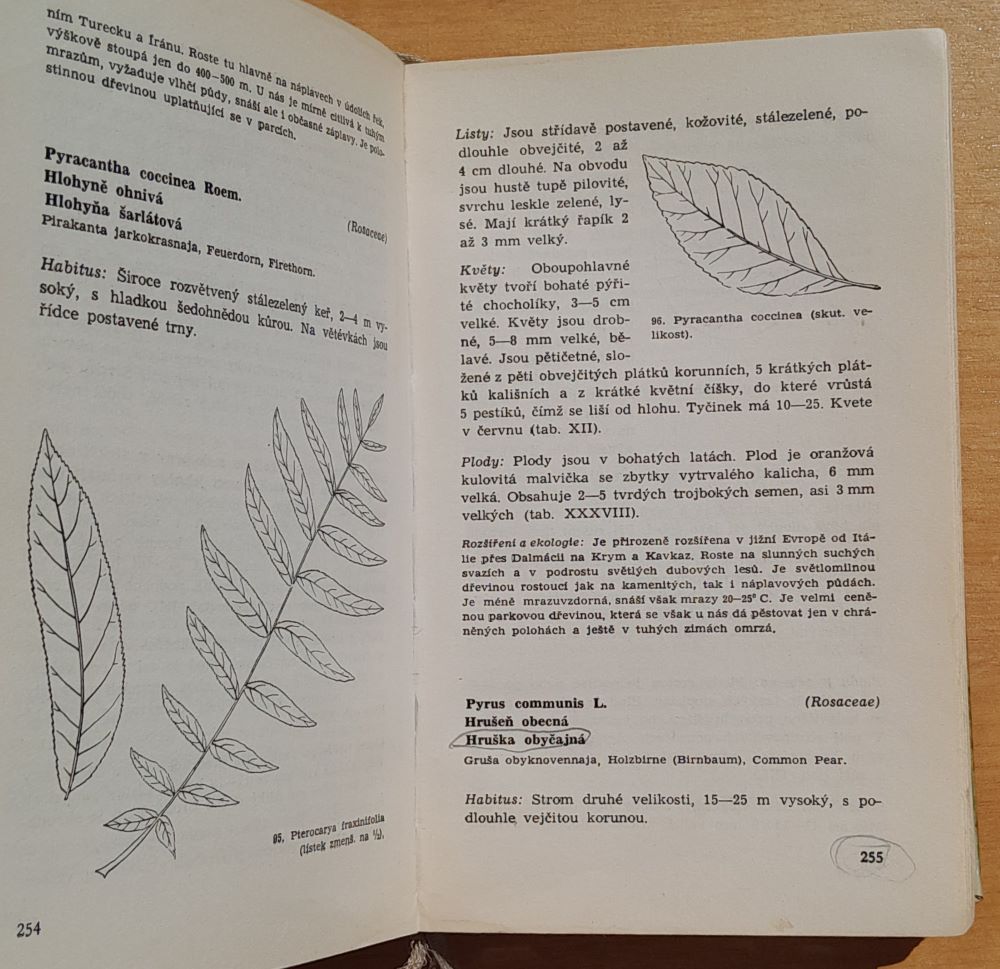 ním Turecku a Íránu. Roste tu hlavně na náplavech v údolích řek,
výškově stoupá jen do 400—500 m. U nás je mírně citlivá k tuhým
mrazům, vyžaduje vlhčí půdy, snáší ale i občasné záplavy. Je polo-
stinnou dřevinou uplatňující se v parcích.
Pyracantha coccinea Roem.
Hlohyně ohnivá
Hlohyňa šarlátová
(Rosaceae)
Pirakanta jarkokrasnaja, Feuerdorn, Firethorn.
Habitus: Široce rozvětvený stálezelený keř, 2—4 m vy-
soký, s hladkou šedohnědou kůrou. Na větévkách jsou
řídce postavené trny.
95. Pterocarya fraxinifolia
(lístek zmenš. na ½).
254
Listy: Jsou střídavě postavené, kožovité, stálezelené, po-
dlouhle obvejčité, 2 až
4 cm dlouhé. Na obvodu
jsou hustě tupě pilovité,
svrchu leskle zelené, ly-
sé. Mají krátký řapík 2
až 3 mm velký.
Květy: Oboupohlavné
květy tvoří bohaté pýři-
té chocholíky, 3—5 cm
velké. Květy jsou drob-
né, 5—8 mm velké, bě-
lavé. Jsou pětičetné, slo-
96. Pyracantha coccinea (skut. ve-
likost).
žené z pěti obvejčitých plátků korunních, 5 krátkých plát-
ků kališních a z krátké květní číšky, do které vrůstá
5 pestíků, čímž se liší od hlohu. Tyčinek má 10—25. Kvete
v červnu (tab. XII).
Plody: Plody jsou v bohatých latách. Plod je oranžová
kulovitá malvička se zbytky vytrvalého kalicha, 6 mm
velká. Obsahuje 2—5 tvrdých trojbokých semen, asi 3 mm
velkých (tab. XXXVIII).
Rozšíření a ekologie: Je přirozeně rozšířena v jižní Evropě od Itá-
lie přes Dalmácii na Krym a Kavkaz. Roste na slunných suchých
svazích a v podrostu světlých dubových lesů. Je světlomilnou
dřevinou rostoucí jak na kamenitých, tak i náplavových půdách.
Je méně mrazuvzdorná, snáší však mrazy 20—25° C. Je velmi ceně-
nou parkovou dřevinou, která se však u nás dá pěstovat jen v chrá-
něných polohách a ještě v tuhých zimách omrzá.
Pyrus communis L.
(Rosaceae)
Hrušeň obecná
Hruška obyčajná
Gruša obyknovennaja, Holzbirne (Birnbaum), Common Pear.
Habitus: Strom druhé velikosti, 15—25 m vysoký, s po-
dlouhle vejčitou korunou.
255